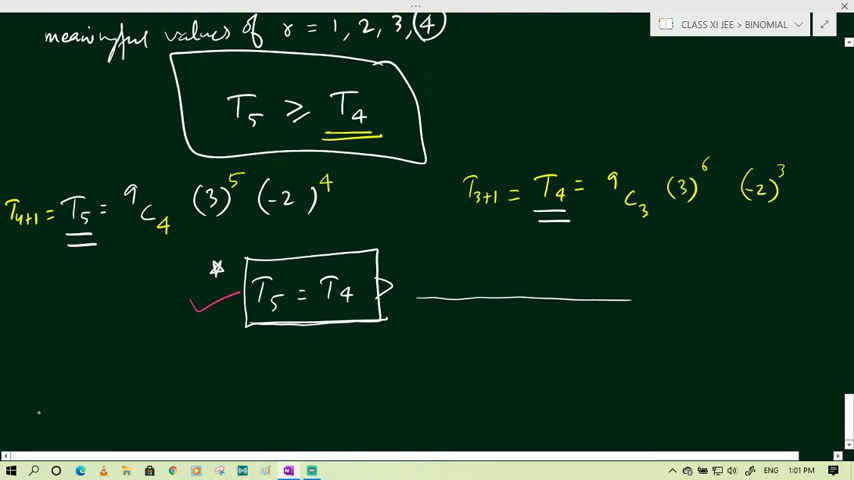 CLASS XI JEE > BINOMIAL
meaningful values of r = 1, 2, 3, 4
T₅ ⩾ T₄
T₄₊₁ = T₅ = ⁹C₄ (3)⁵ (-2)⁴
T₃₊₁ = T₄ = ⁹C₃ (3)⁶ (-2)³
T₅ = T₄ >
ENG 1:01 PM